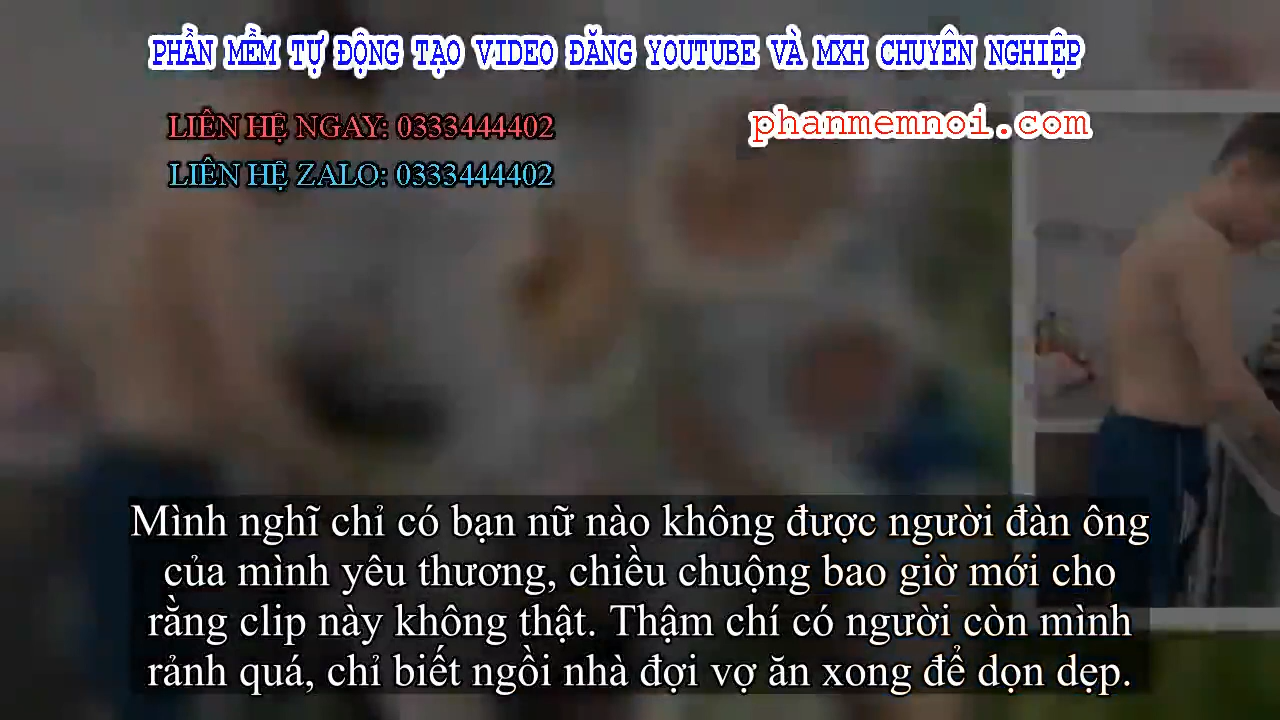 PHẦN MỀM TỰ ĐỘNG TẠO VIDEO ĐĂNG YOUTUBE VÀ MXH CHUYÊN NGHIỆP
LIÊN HỆ NGAY: 0333444402
phanmemnoi.com
LIÊN HỆ ZALO: 0333444402
Mình nghĩ chỉ có bạn nữ nào không được người đàn ông
của mình yêu thương, chiều chuộng bao giờ mới cho
rằng clip này không thật. Thậm chí có người còn mình
rảnh quá, chỉ biết ngồi nhà đợi vợ ăn xong để dọn dẹp.